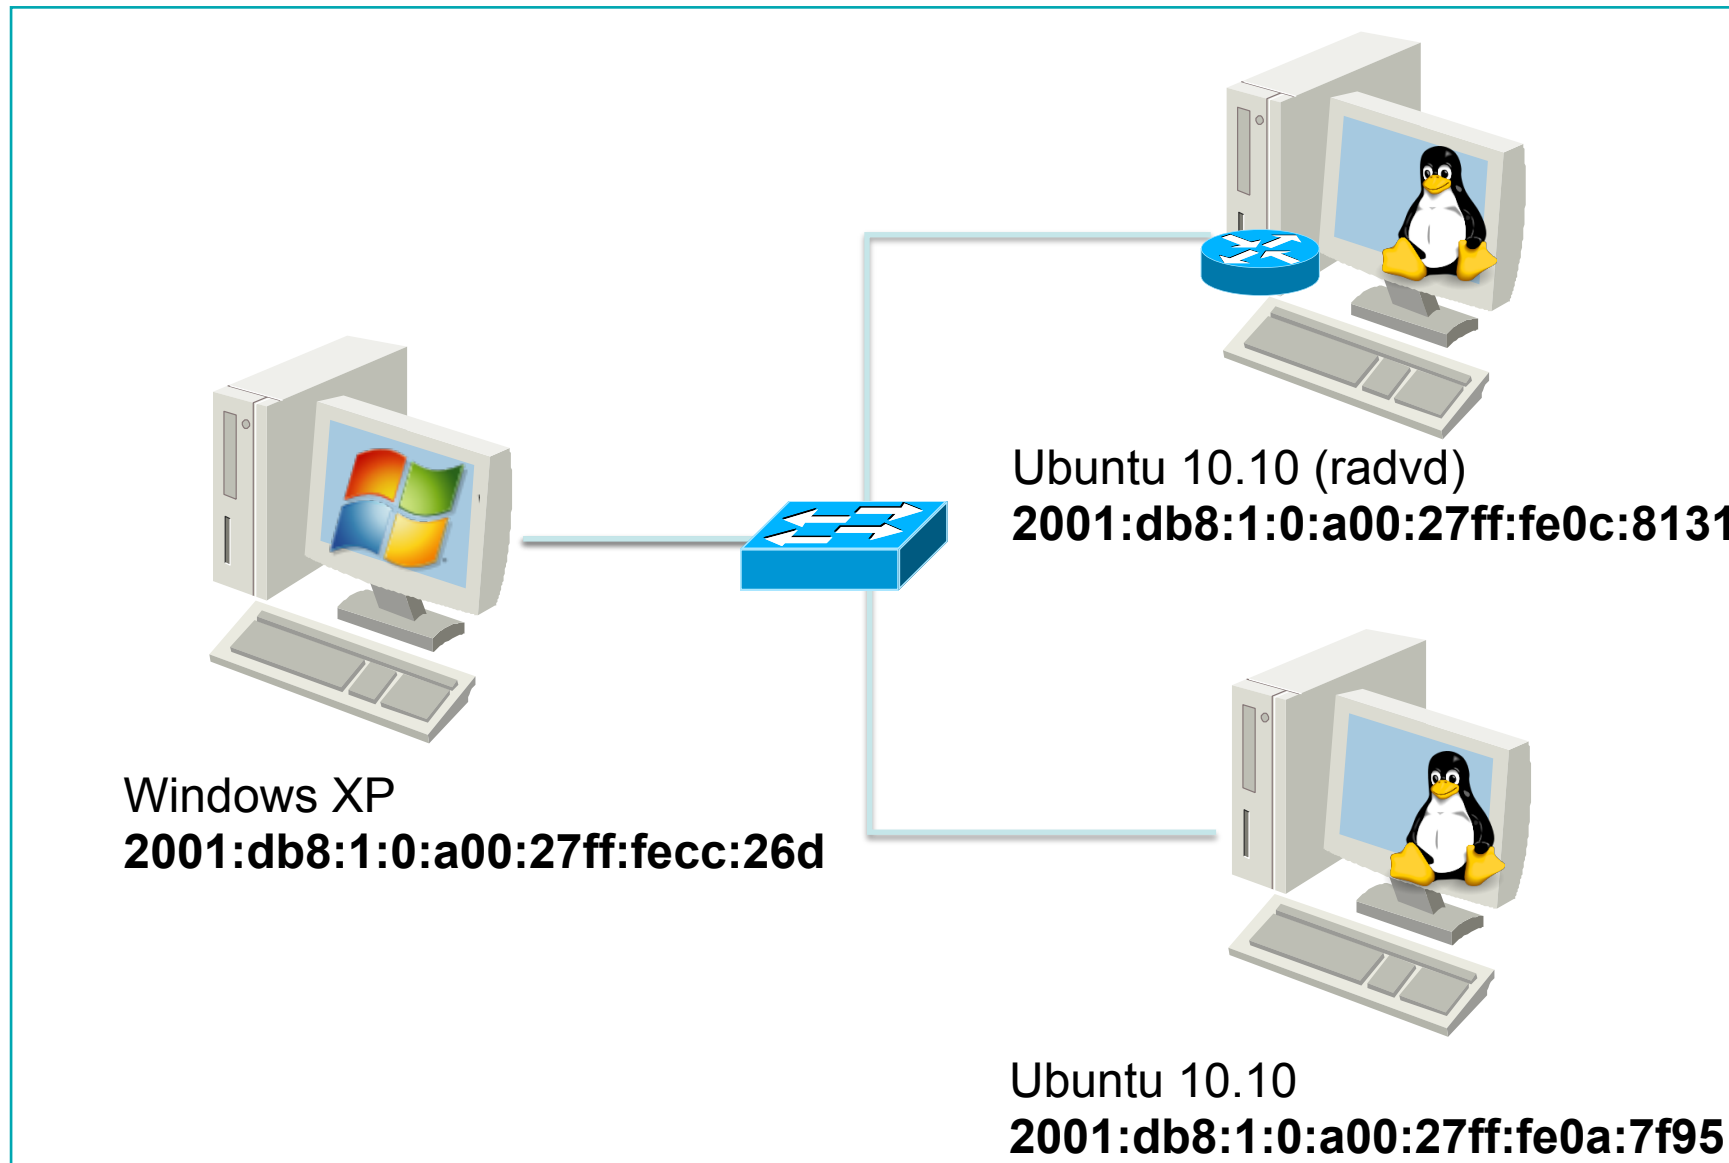 Ubuntu 10.10 (radvd)
2001:db8:1:0:a00:27ff:fe0c:8131
Windows XP
2001:db8:1:0:a00:27ff:fecc:26d
Ubuntu 10.10
2001:db8:1:0:a00:27ff:fe0a:7f95